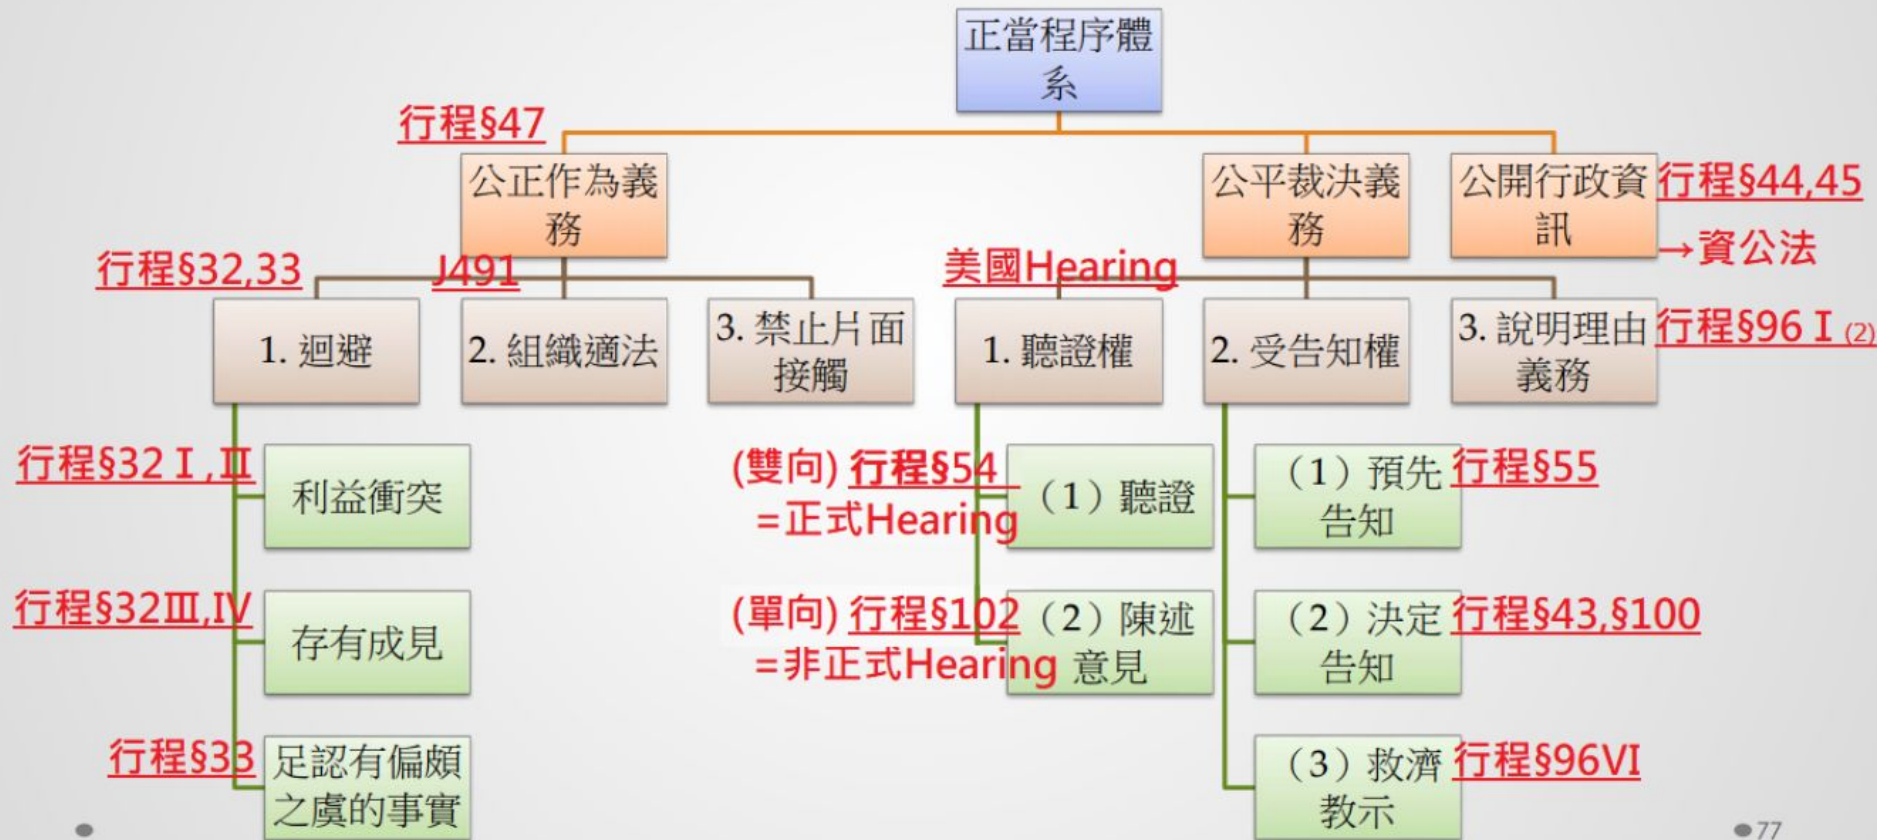 正當程序體
系
行程§47
公正作為義
務
公平裁決義
務
公開行政資
訊
行程§44,45
→資公法
行程§32,33
J491
美國Hearing
1. 迴避
2. 組織適法
3. 禁止片面
接觸
1. 聽證權
2. 受告知權
3. 說明理由
義務
行程§96Ⅰ(2)
行程§32Ⅰ,Ⅱ
利益衝突
(雙向) 行程§54
=正式Hearing
（1）聽證
（1）預先
告知
行程§55
行程§32Ⅲ,Ⅳ
存有成見
(單向) 行程§102
=非正式Hearing
（2）陳述
意見
（2）決定
告知
行程§43,§100
行程§33
足認有偏頗
之虞的事實
（3）救濟
教示
行程§96Ⅵ
77